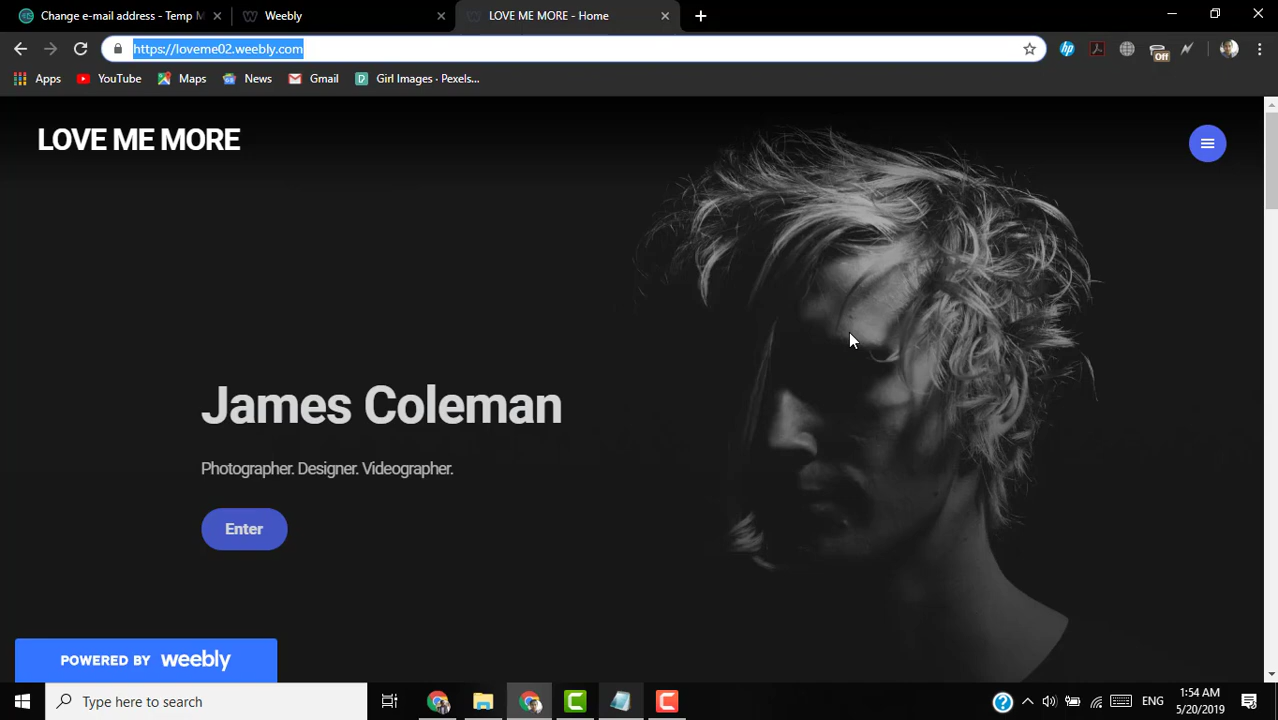 Change e-mail address - Temp M
Weebly
LOVE ME MORE - Home
https://loveme02.weebly.com
Off
Apps
YouTube
Maps
News
Gmail
Girl Images · Pexels...
LOVE ME MORE
James Coleman
Photographer. Designer. Videographer.
Enter
POWERED BY weebly
Type here to search
ENG
1:54 AM
5/20/2019